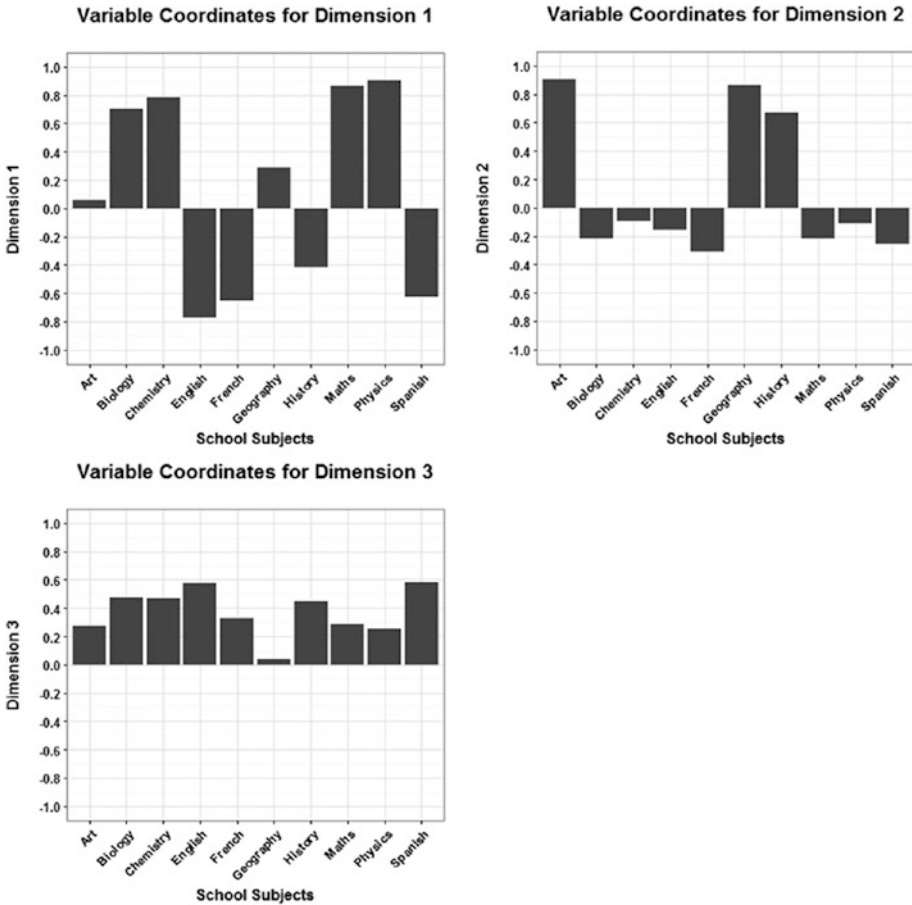 Variable Coordinates for Dimension 1
Dimension 1
1.0
0.8
0.6
0.4
0.2
0.0
-0.2
-0.4
-0.6
-0.8
-1.0
Art
Biology
Chemistry
English
French
Geography
History
Maths
Physics
Spanish
School Subjects
Variable Coordinates for Dimension 2
Dimension 2
1.0
0.8
0.6
0.4
0.2
0.0
-0.2
-0.4
-0.6
-0.8
-1.0
Art
Biology
Chemistry
English
French
Geography
History
Maths
Physics
Spanish
School Subjects
Variable Coordinates for Dimension 3
Dimension 3
1.0
0.8
0.6
0.4
0.2
0.0
-0.2
-0.4
-0.6
-0.8
-1.0
Art
Biology
Chemistry
English
French
Geography
History
Maths
Physics
Spanish
School Subjects